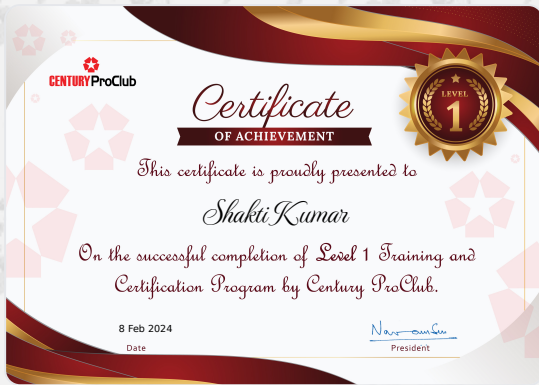 CENTURY ProClub
LEVEL
1
Certificate
OF ACHIEVEMENT
This certificate is proudly presented to
Shakti Kumar
On the successful completion of Level 1 Training and
Certification Program by Century ProClub.
8 Feb 2024
Date
President